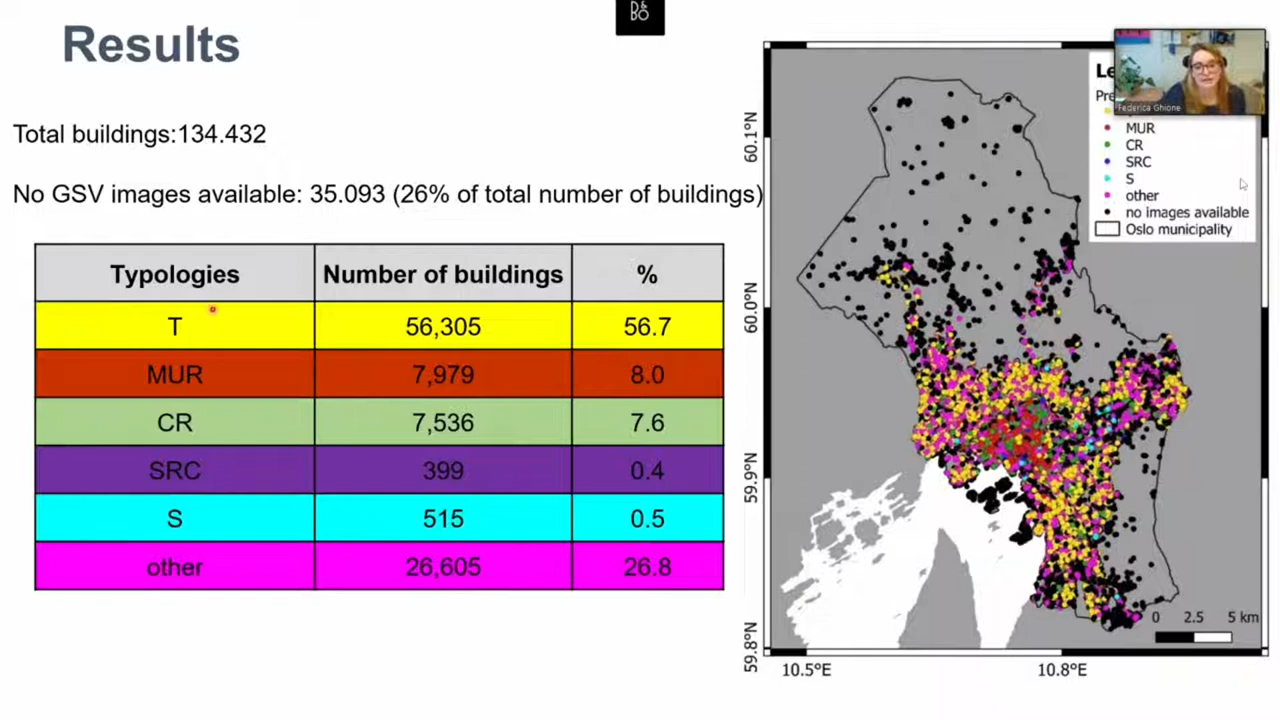 Results
D&
BO
Total buildings:134.432
No GSV images available: 35.093 (26% of total number of buildings)
Typologies Number of buildings %
T 56,305 56.7
MUR 7,979 8.0
CR 7,536 7.6
SRC 399 0.4
S 515 0.5
other 26,605 26.8
Le
Pre
Federica Ghione
MUR
CR
SRC
S
other
no images available
Oslo municipality
60.1°N
60.0°N
59.9°N
59.8°N
0 2.5 5 km
10.5°E 10.8°E